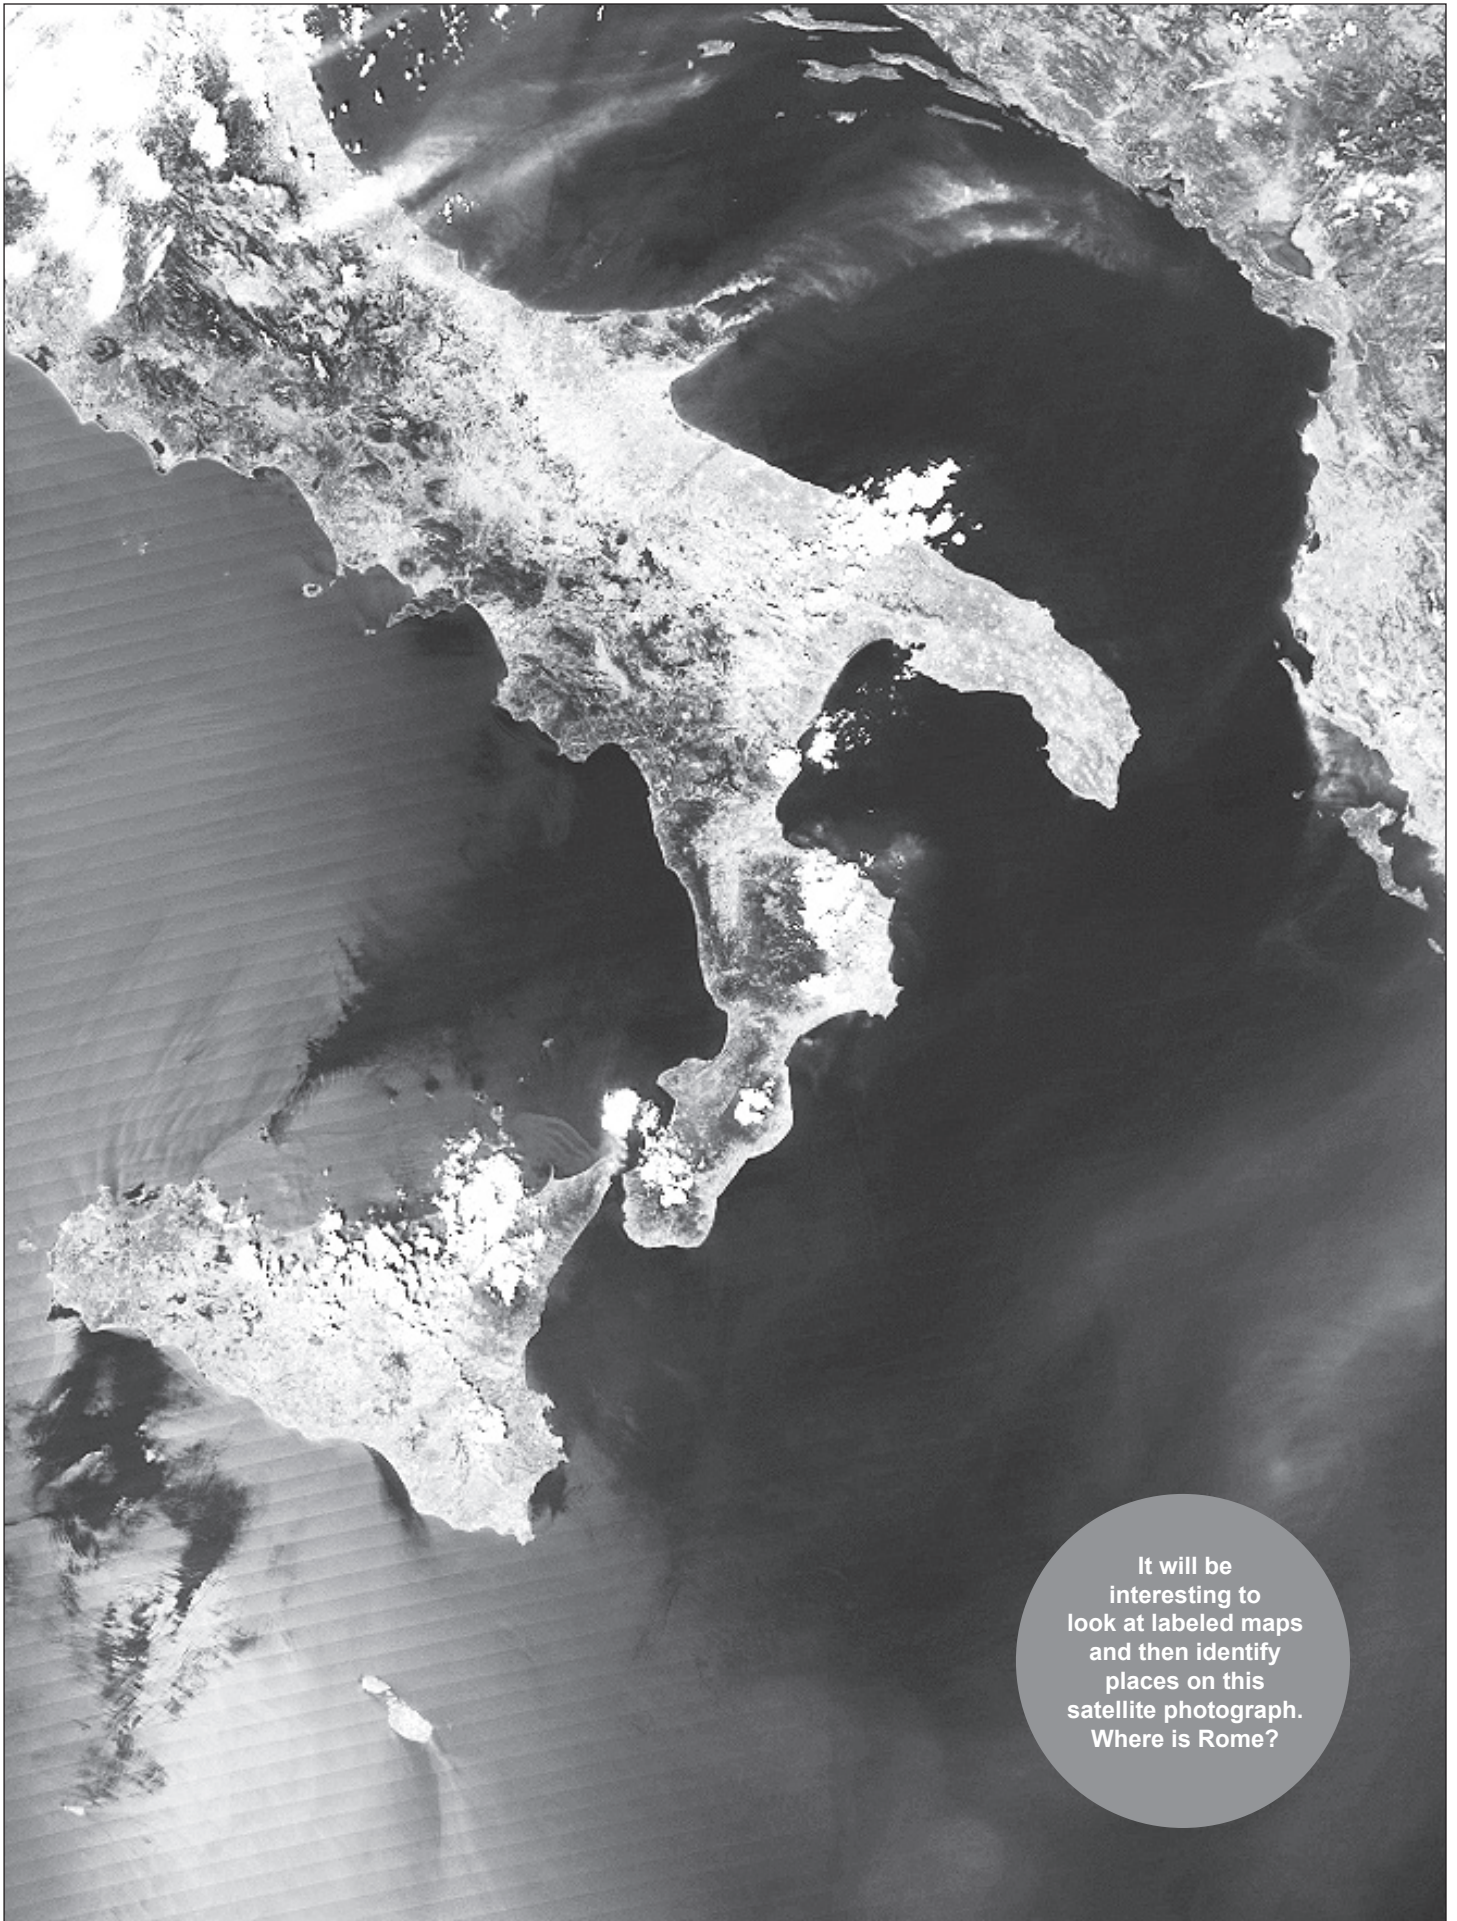 It will be
interesting to
look at labeled maps
and then identify
places on this
satellite photograph.
Where is Rome?